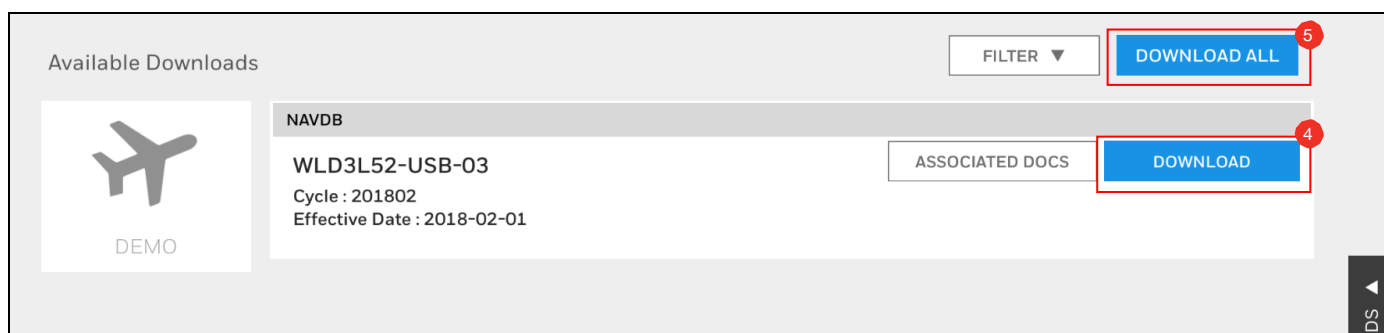 Available Downloads
FILTER ▼
DOWNLOAD ALL
5
NAVDB
4
WLD3L52-USB-03
ASSOCIATED DOCS
DOWNLOAD
Cycle : 201802
Effective Date : 2018-02-01
DEMO
DS